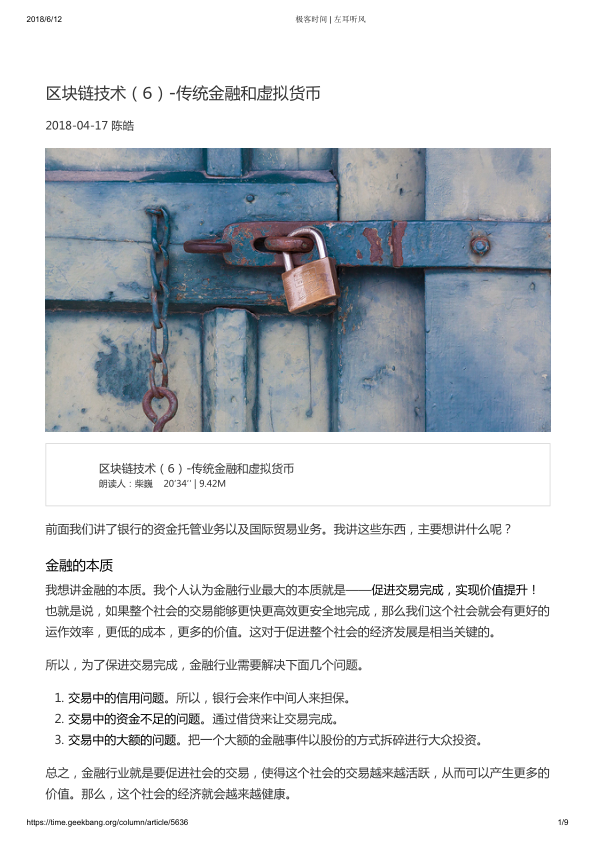 2018/6/12
极客时间 | 左耳听风
区块链技术（6）-传统金融和虚拟货币
2018-04-17 陈皓
区块链技术（6）-传统金融和虚拟货币
朗读人：柴巍 20′34′′ | 9.42M
前面我们讲了银行的资金托管业务以及国际贸易业务。我讲这些东西，主要想讲什么呢？
金融的本质
我想讲金融的本质。我个人认为金融行业最大的本质就是——促进交易完成，实现价值提升！
也就是说，如果整个社会的交易能够更快更高效更安全地完成，那么我们这个社会就会有更好的
运作效率，更低的成本，更多的价值。这对于促进整个社会的经济发展是相当关键的。
所以，为了保进交易完成，金融行业需要解决下面几个问题。
1. 交易中的信用问题。所以，银行会来作中间人来担保。
2. 交易中的资金不足的问题。通过借贷来让交易完成。
3. 交易中的大额的问题。把一个大额的金融事件以股份的方式拆碎进行大众投资。
总之，金融行业就是要促进社会的交易，使得这个社会的交易越来越活跃，从而可以产生更多的
价值。那么，这个社会的经济就会越来越健康。
https://time.geekbang.org/column/article/5636
1/9